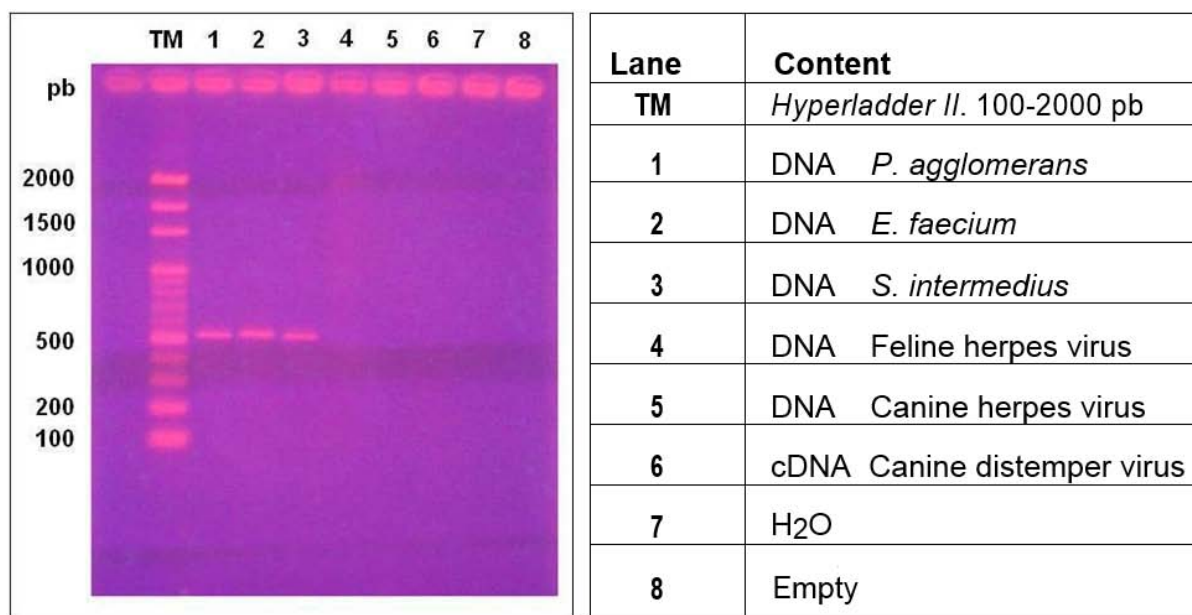 TM 1 2 3 4 5 6 7 8
pb
2000
1500
1000
500
200
100
Lane Content
TM Hyperladder II. 100-2000 pb
1 DNA P. agglomerans
2 DNA E. faecium
3 DNA S. intermedius
4 DNA Feline herpes virus
5 DNA Canine herpes virus
6 cDNA Canine distemper virus
7 H2O
8 Empty